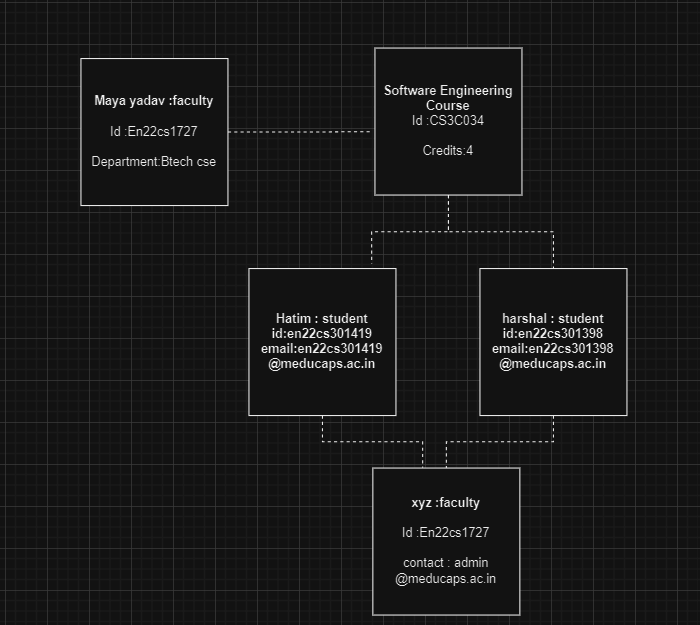 Maya yadav :faculty
Id :En22cs1727
Department:Btech cse
Software Engineering
Course
Id :CS3C034
Credits:4
Hatim : student
id:en22cs301419
email:en22cs301419
@meducaps.ac.in
harshal : student
id:en22cs301398
email:en22cs301398
@meducaps.ac.in
xyz :faculty
Id :En22cs1727
contact : admin
@meducaps.ac.in